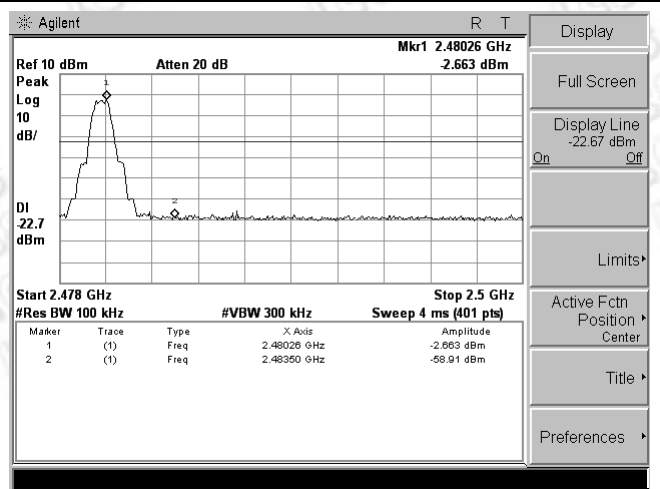 Agilent R T
Mkr1 2.48026 GHz
Ref 10 dBm Atten 20 dB -2.663 dBm
Peak
Log
10
dB/
1
2
DI
-22.7
dBm
Start 2.478 GHz Stop 2.5 GHz
#Res BW 100 kHz #VBW 300 kHz Sweep 4 ms (401 pts)
Marker Trace Type X Axis Amplitude
1 (1) Freq 2.48026 GHz -2.663 dBm
2 (1) Freq 2.48350 GHz -58.91 dBm
Display
Full Screen
Display Line
-22.67 dBm
On Off
Limits
Active Fctn
Position
Center
Title
Preferences